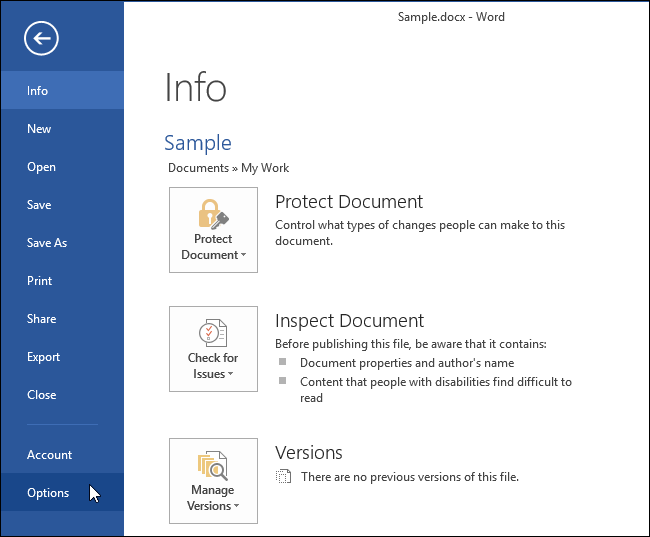 Sample.docx - Word
Info
New
Open
Save
Save As
Print
Share
Export
Close
Account
Options
Info
Sample
Documents » My Work
Protect
Document
Protect Document
Control what types of changes people can make to this
document.
Check for
Issues
Inspect Document
Before publishing this file, be aware that it contains:
Document properties and author's name
Content that people with disabilities find difficult to
read
Manage
Versions
Versions
There are no previous versions of this file.